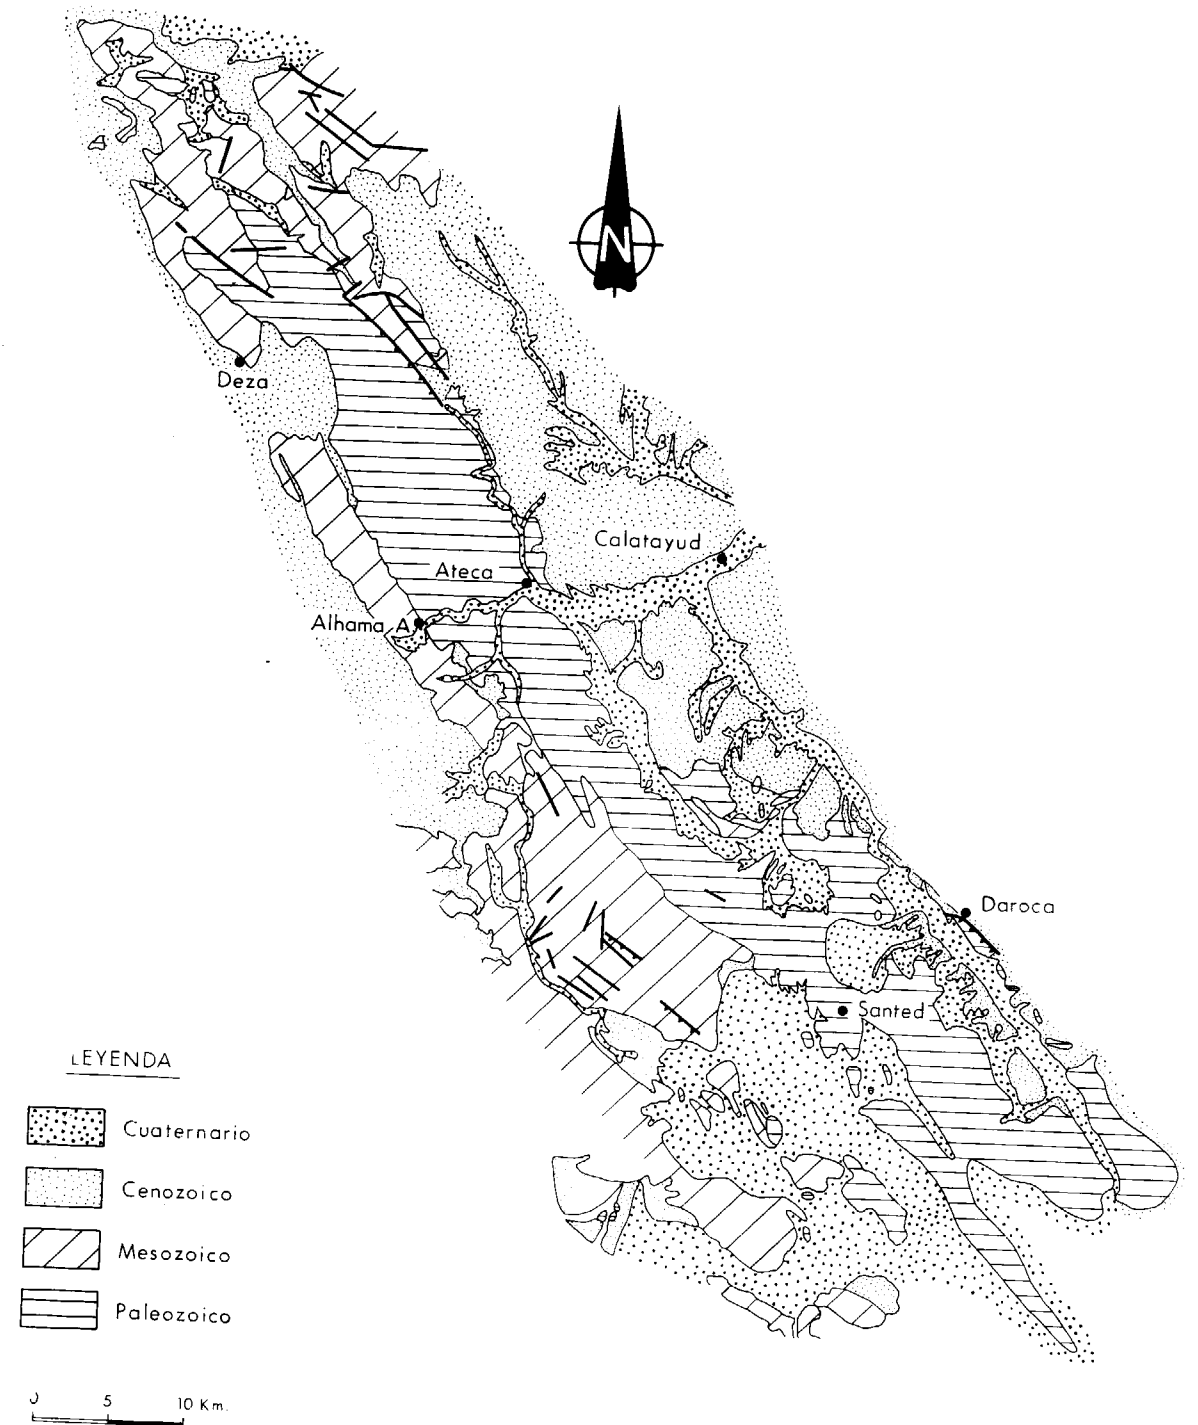 N
Deza
Calatayud
Ateca
Alhama A
Daroca
Santed
LEYENDA
Cuaternario
Cenozoico
Mesozoico
Paleozoico
0 5 10 Km.